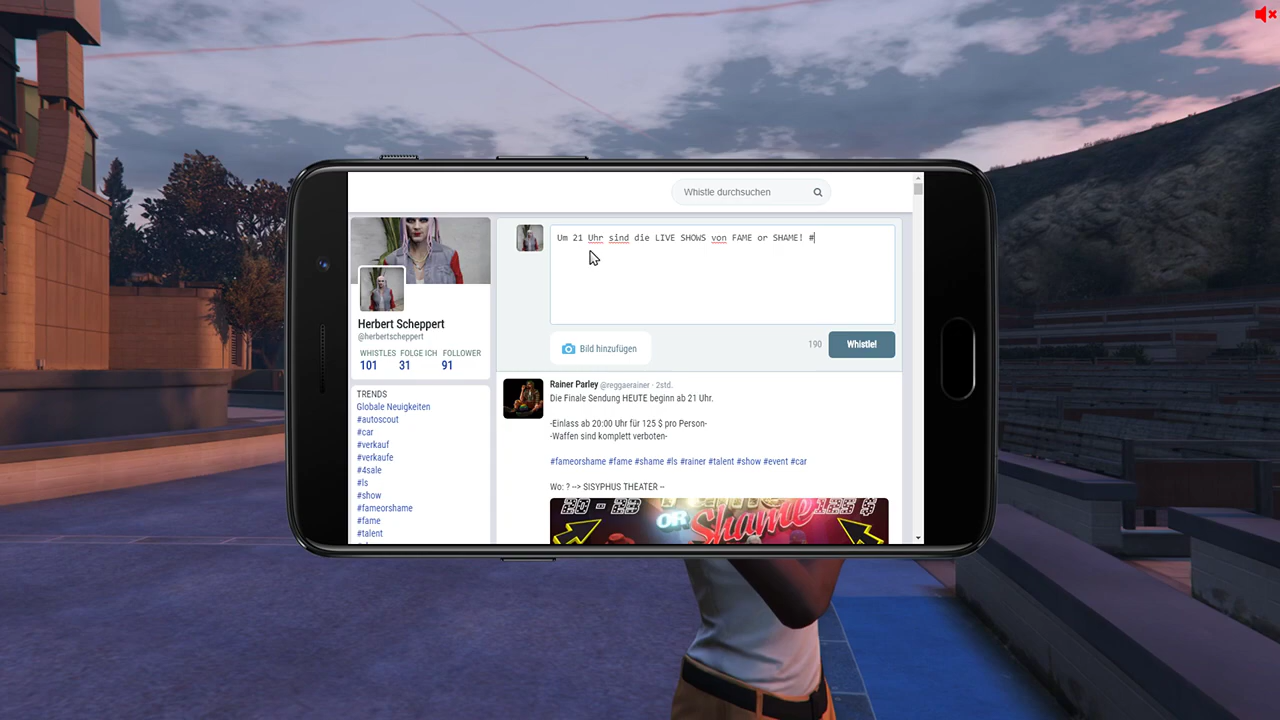 Whistle durchsuchen
Um 21 Uhr sind die LIVE SHOWS von FAME or SHAME! #
Herbert Scheppert
@herbertscheppert
WHISTLES FOLGE ICH FOLLOWER
101 31 91
Bild hinzufügen
190 Whistle!
TRENDS
Globale Neuigkeiten
#autoscout
#car
#verkauf
#verkaufe
#4sale
#ls
#show
#fameorshame
#fame
#talent
Rainer Parley @reggaerainer · 2std.
Die Finale Sendung HEUTE beginn ab 21 Uhr.
-Einlass ab 20:00 Uhr für 125 $ pro Person-
-Waffen sind komplett verboten-
#fameorshame #fame #shame #ls #rainer #talent #show #event #car
Wo: ? --> SISYPHUS THEATER --
OR Shame